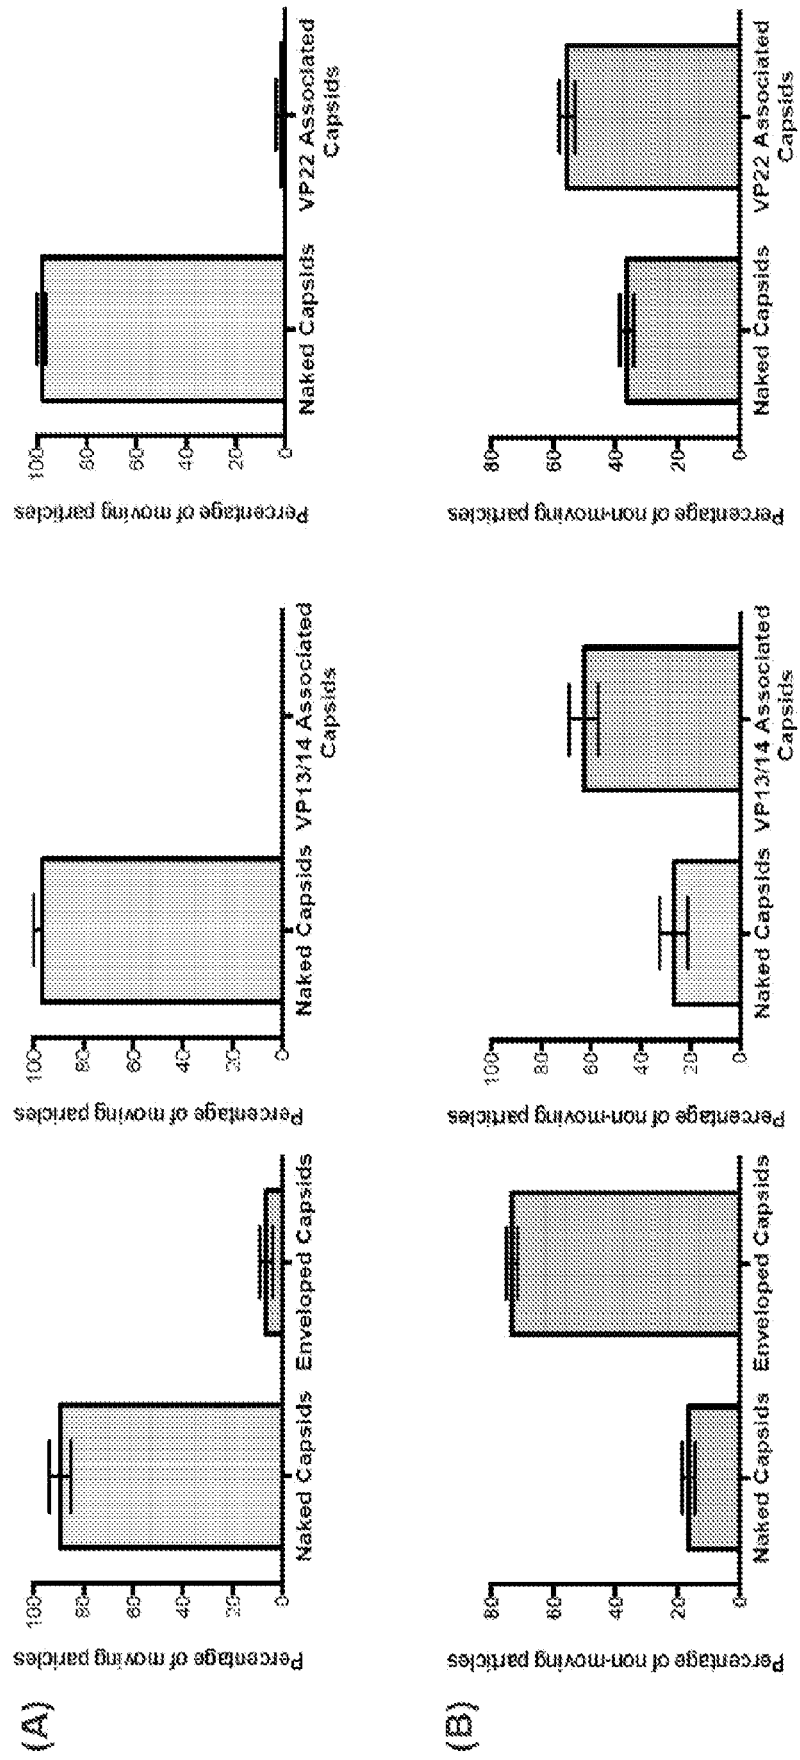 (A)
Percentage of moving particles
100
80
60
40
20
0
Naked Capsids
Enveloped Capsids
Percentage of moving paricles
100
80
60
40
20
0
Naked Capsids
VP13/14 Associated
Capsids
Percentage of moving particles
100
80
60
40
20
0
Naked Capsids
VP22 Associated
Capsids
(B)
Percentage of non-moving particles
80
60
40
20
0
Naked Capsids
Enveloped Capsids
Percentage of non-moving particles
100
80
60
40
20
0
Naked Capsids
VP13/14 Associated
Capsids
Percentage of non-moving particles
80
60
40
20
0
Naked Capsids
VP22 Associated
Capsids